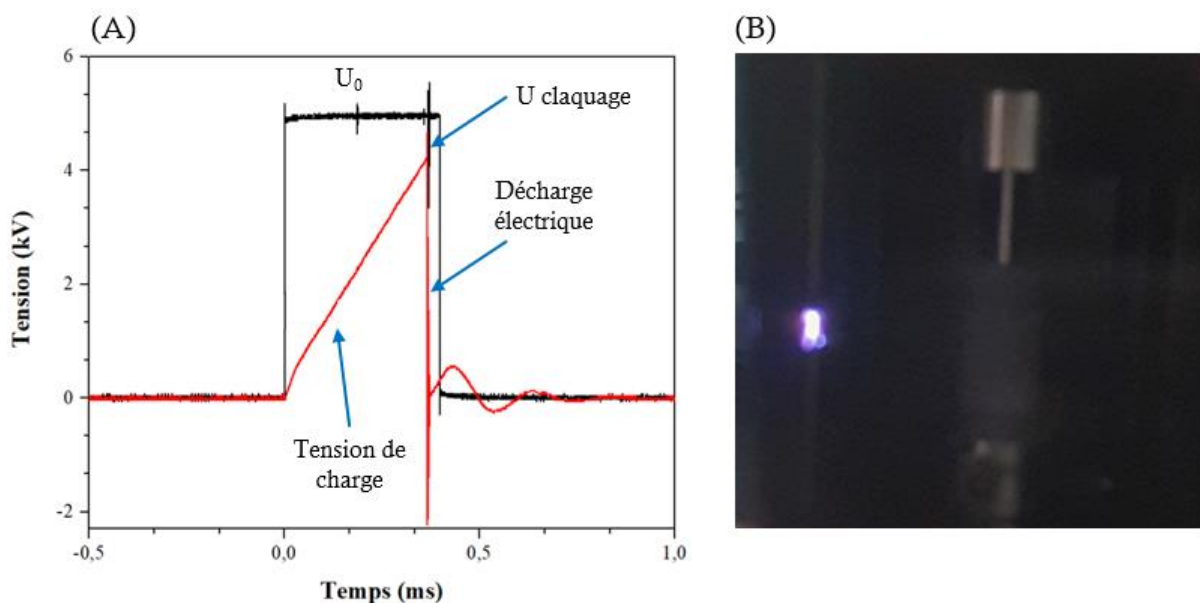 (A)
(B)
6
4
2
0
-2
-0,5
0,0
0,5
1,0
Tension (kV)
Temps (ms)
U₀
U claquage
Décharge
électrique
Tension de
charge